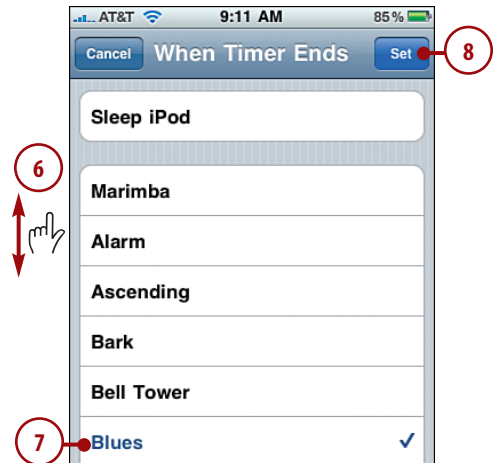 AT&T 9:11 AM 85%
Cancel When Timer Ends Set 8
Sleep iPod
6
Marimba
Alarm
Ascending
Bark
Bell Tower
7 Blues